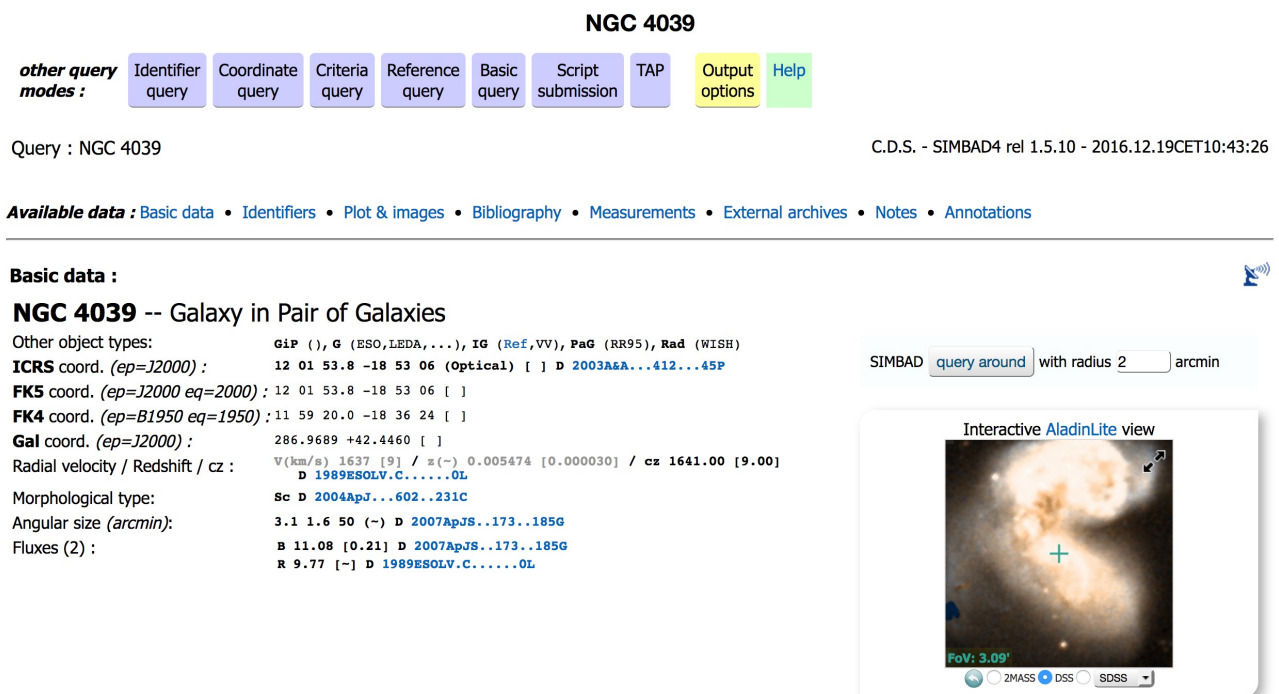 NGC 4039
other query modes :
Identifier query
Coordinate query
Criteria query
Reference query
Basic query
Script submission
TAP
Output options
Help
Query : NGC 4039
C.D.S. - SIMBAD4 rel 1.5.10 - 2016.12.19CET10:43:26
Available data : Basic data • Identifiers • Plot & images • Bibliography • Measurements • External archives • Notes • Annotations
Basic data :
NGC 4039 -- Galaxy in Pair of Galaxies
Other object types: GiP (), G (ESO,LEDA,...), IG (Ref,VV), PaG (RR95), Rad (WISH)
ICRS coord. (ep=J2000) : 12 01 53.8 -18 53 06 (Optical) [ ] D 2003A&A...412...45P
FK5 coord. (ep=J2000 eq=2000) : 12 01 53.8 -18 53 06 [ ]
FK4 coord. (ep=B1950 eq=1950) : 11 59 20.0 -18 36 24 [ ]
Gal coord. (ep=J2000) : 286.9689 +42.4460 [ ]
Radial velocity / Redshift / cz : V(km/s) 1637 [9] / z(~) 0.005474 [0.000030] / cz 1641.00 [9.00]
D 1989ESOLV.C......0L
Morphological type: Sc D 2004ApJ...602..231C
Angular size (arcmin): 3.1 1.6 50 (~) D 2007ApJS..173..185G
Fluxes (2) : B 11.08 [0.21] D 2007ApJS..173..185G
R 9.77 [~] D 1989ESOLV.C......0L
SIMBAD query around with radius 2 arcmin
Interactive AladinLite view
FoV: 3.09'
2MASS DSS SDSS